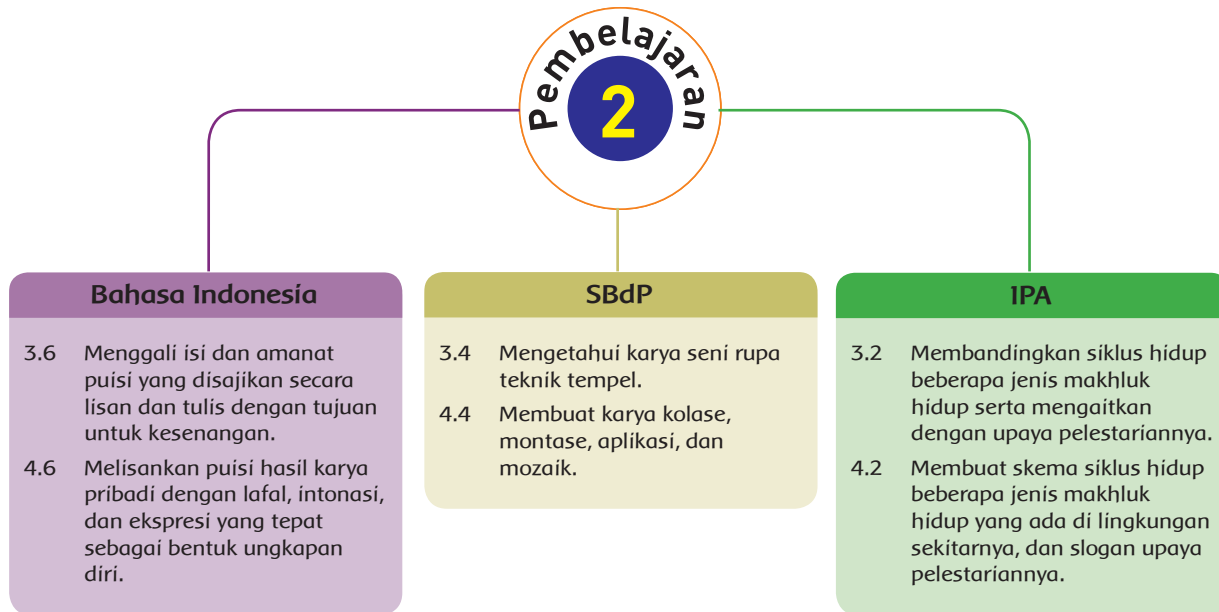 Pembelajaran
2
Bahasa Indonesia
3.6 Menggali isi dan amanat
puisi yang disajikan secara
lisan dan tulis dengan tujuan
untuk kesenangan.
4.6 Melisankan puisi hasil karya
pribadi dengan lafal, intonasi,
dan ekspresi yang tepat
sebagai bentuk ungkapan
diri.
SBdP
3.4 Mengetahui karya seni rupa
teknik tempel.
4.4 Membuat karya kolase,
montase, aplikasi, dan
mozaik.
IPA
3.2 Membandingkan siklus hidup
beberapa jenis makhluk
hidup serta mengaitkan
dengan upaya pelestariannya.
4.2 Membuat skema siklus hidup
beberapa jenis makhluk
hidup yang ada di lingkungan
sekitarnya, dan slogan upaya
pelestariannya.